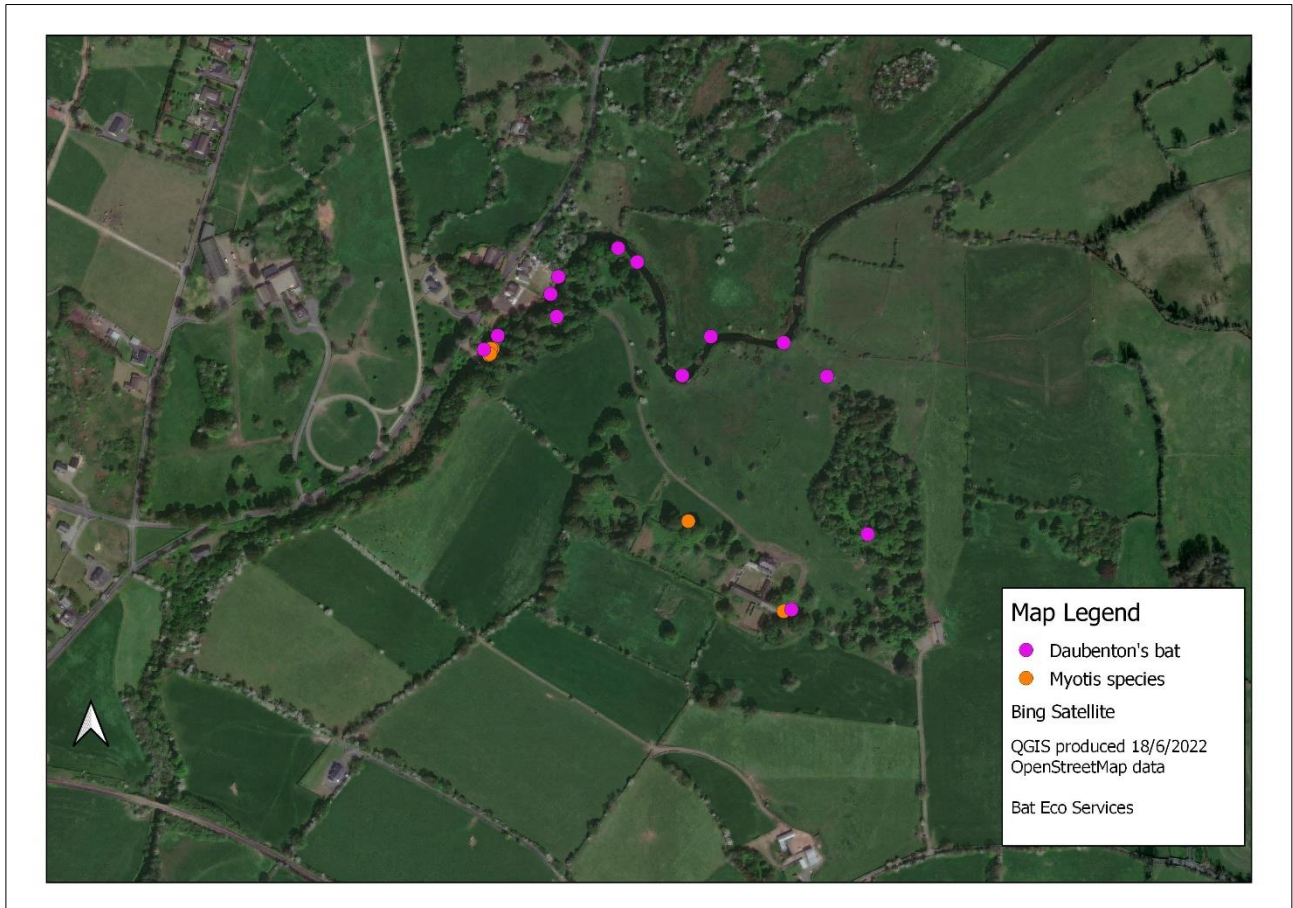 Map Legend
Daubenton's bat
Myotis species
Bing Satellite
QGIS produced 18/6/2022
OpenStreetMap data
Bat Eco Services